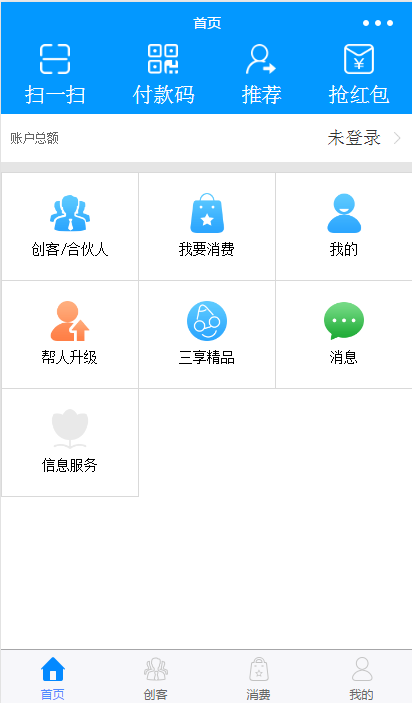 首页
扫一扫 付款码 推荐 抢红包
账户总额 未登录
创客/合伙人 我要消费 我的
帮人升级 三享精品 消息
信息服务
首页 创客 消费 我的